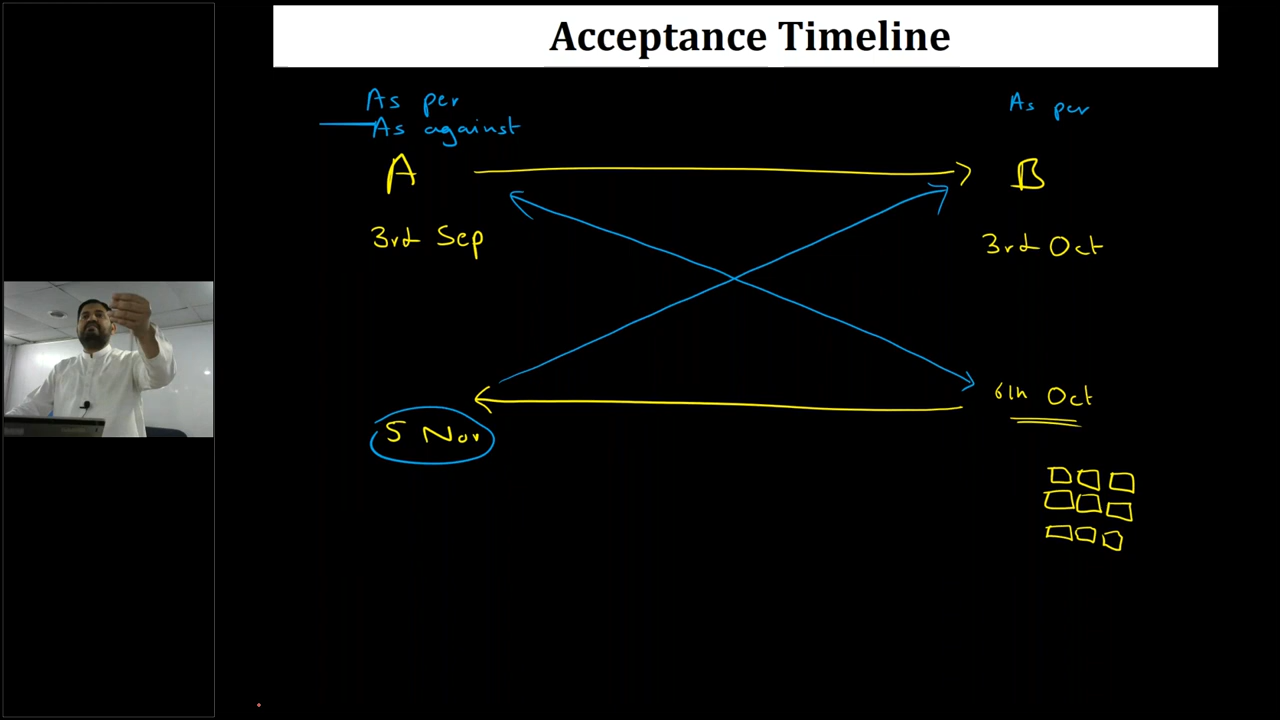 Acceptance Timeline
As per
As against
As per
A
B
3rd Sep
3rd Oct
6th Oct
5 Nov